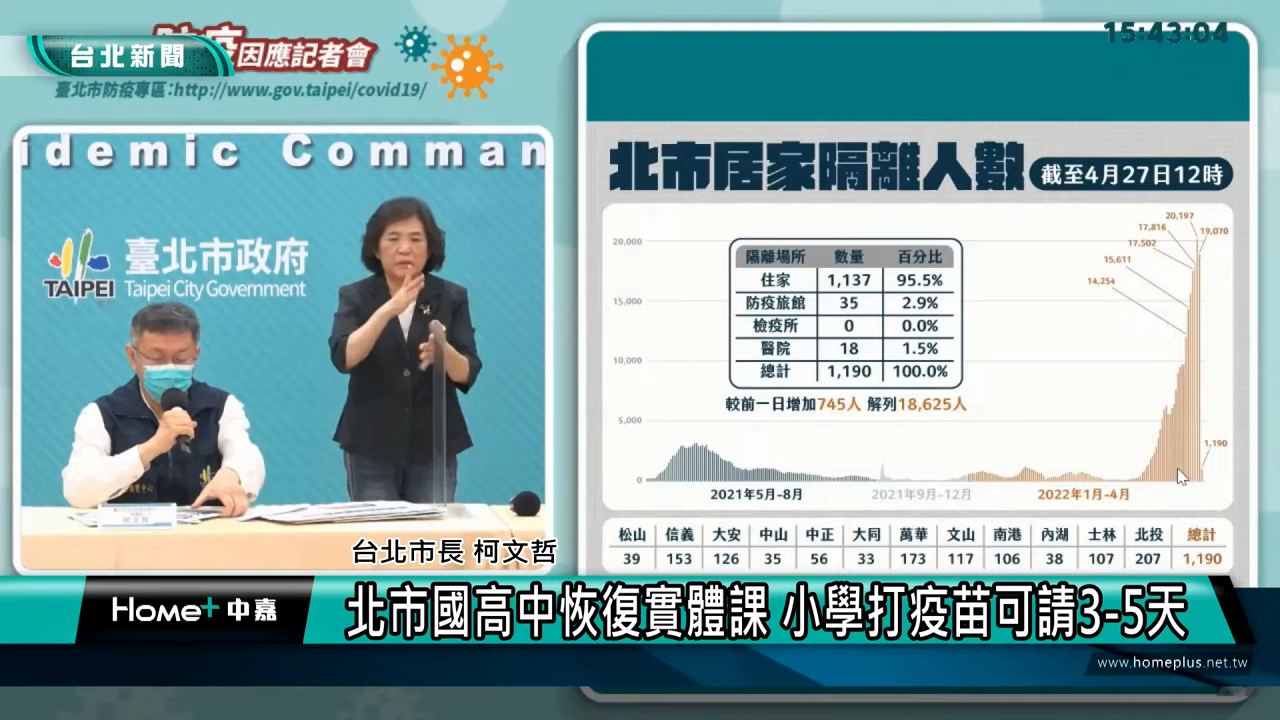 台北新聞
防疫因應記者會
臺北市防疫專區:http://www.gov.taipei/covid19/
15:43:04
idemic Comman
臺北市政府
TAIPEI Taipei City Government
北市居家隔離人數 截至4月27日12時
20,197
17,816
19,070
17,502
15,611
14,254
20,000
15,000
10,000
5,000
0
隔離場所 數量 百分比
住家 1,137 95.5%
防疫旅館 35 2.9%
檢疫所 0 0.0%
醫院 18 1.5%
總計 1,190 100.0%
較前一日增加745人 解列18,625人
1,190
2021年5月-8月 2021年9月-12月 2022年1月-4月
松山 信義 大安 中山 中正 大同 萬華 文山 南港 內湖 士林 北投 總計
39 153 126 35 56 33 173 117 106 38 107 207 1,190
台北市長 柯文哲
Home+ 中嘉
北市國高中恢復實體課 小學打疫苗可請3-5天
www.homeplus.net.tw